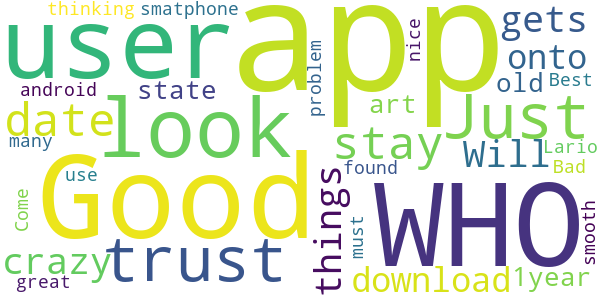 thinking smatphone
user app
nice
gets
android state
problem
onto
old Best
date look
art Just
many
stay Will Lario
Good
use
found Bad
Come
things
WHO
must
smooth
crazy trust
great
download 1year